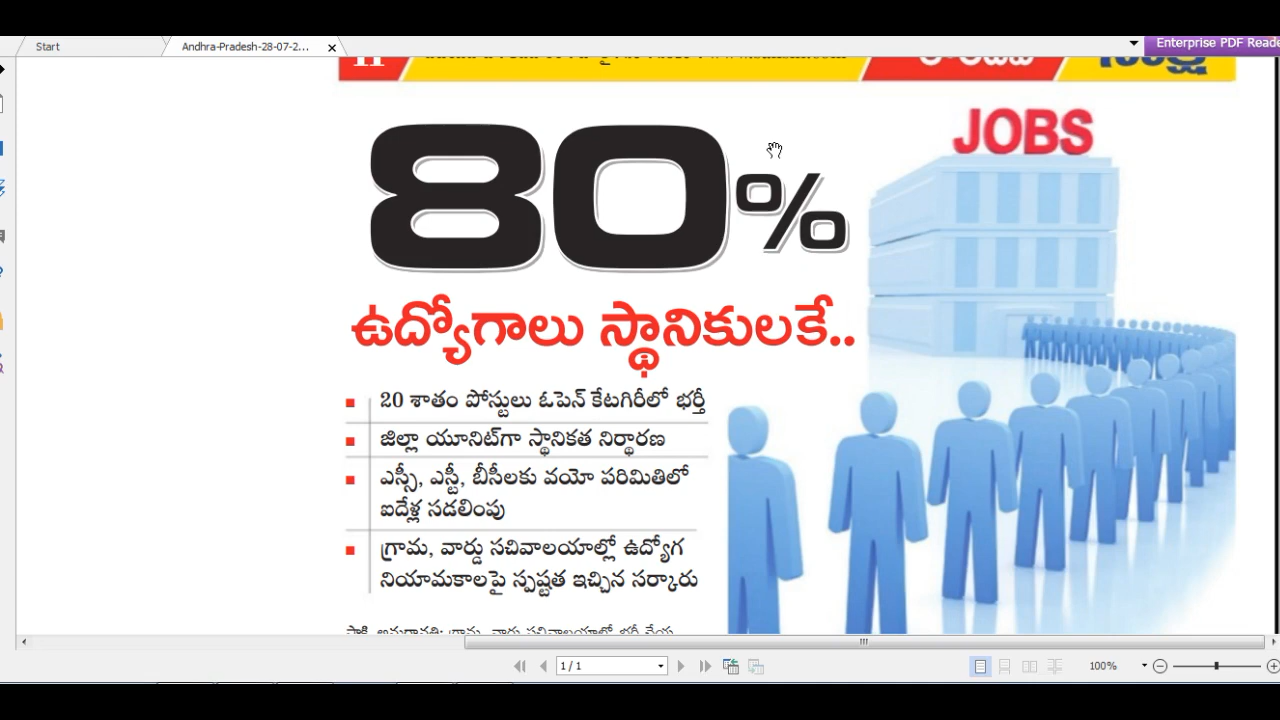 Start
Andhra-Pradesh-28-07-2...
Enterprise PDF Reade
JOBS
80%
ఉద్యోగాలు స్థానికులకే..
20 శాతం పోస్టులు ఓపెన్ కేటగిరీలో భర్తీ
జిల్లా యూనిట్‌గా స్థానికత నిర్ధారణ
ఎస్సీ, ఎస్టీ, బీసీలకు వయో పరిమితిలో
ఐదేళ్ల సడలింపు
గ్రామ, వార్డు సచివాలయాల్లో ఉద్యోగ
నియామకాలపై స్పష్టత ఇచ్చిన సర్కారు
1 / 1
100%